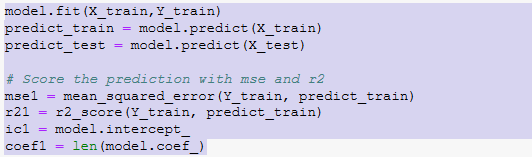 model.fit(X_train,Y_train)
predict_train = model.predict(X_train)
predict_test = model.predict(X_test)
# Score the prediction with mse and r2
mse1 = mean_squared_error(Y_train, predict_train)
r21 = r2_score(Y_train, predict_train)
ic1 = model.intercept_
coef1 = len(model.coef_)